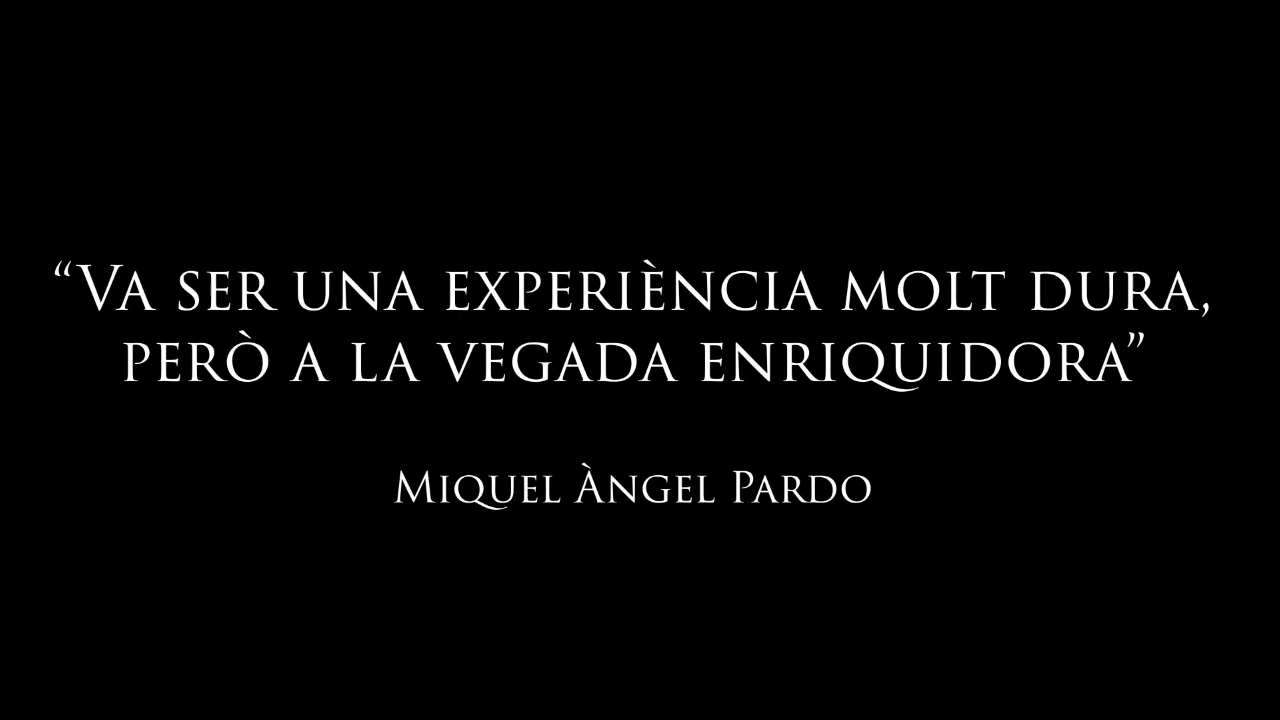 “Va ser una experiència molt dura,
però a la vegada enriquidora”
Miquel Àngel Pardo